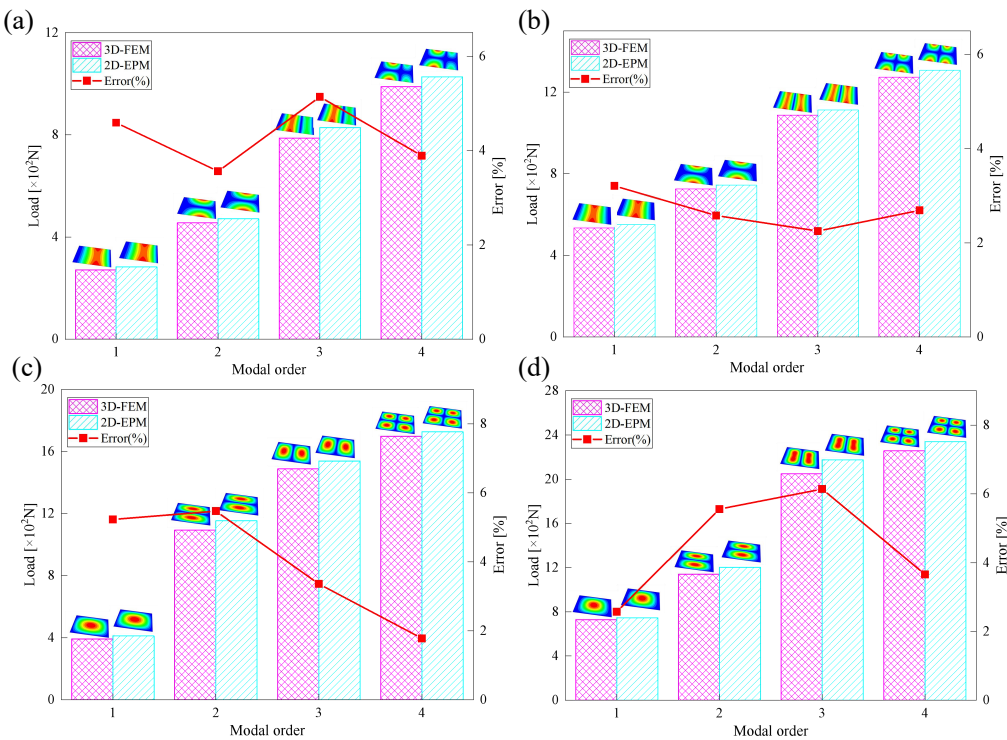 (a)
12
8
4
0
Load [×10²N]
3D-FEM
2D-EPM
Error(%)
6
4
2
0
Error [%]
1 2 3 4
Modal order
(b)
12
8
4
0
Load [×10²N]
3D-FEM
2D-EPM
Error(%)
6
4
2
0
Error [%]
1 2 3 4
Modal order
(c)
20
16
12
8
4
0
Load [×10²N]
3D-FEM
2D-EPM
Error(%)
8
6
4
2
0
Error [%]
1 2 3 4
Modal order
(d)
28
24
20
16
12
8
4
0
Load [×10²N]
3D-FEM
2D-EPM
Error(%)
8
6
4
2
0
Error [%]
1 2 3 4
Modal order